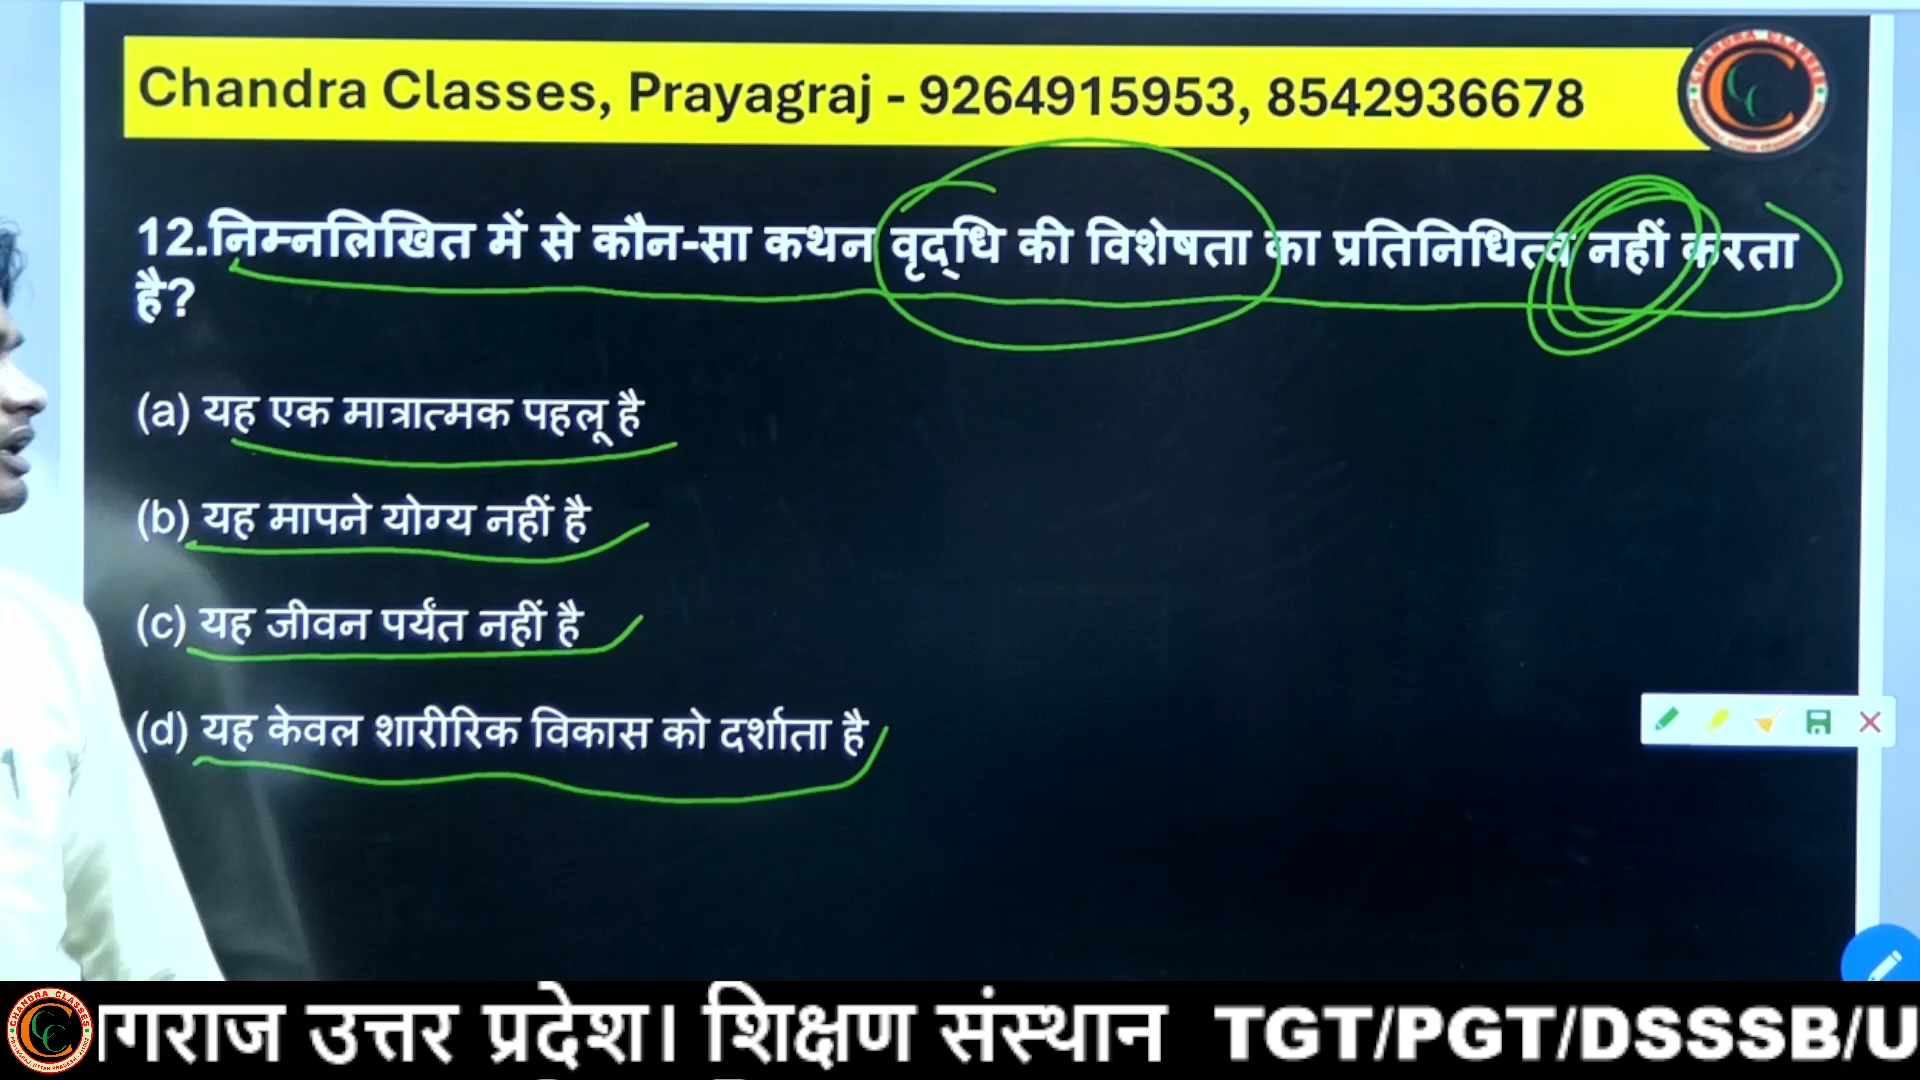 Chandra Classes, Prayagraj - 9264915953, 8542936678
12.निम्नलिखित में से कौन-सा कथन वृद्धि की विशेषता का प्रतिनिधित्व नहीं करता
है?
(a) यह एक मात्रात्मक पहलू है
(b) यह मापने योग्य नहीं है
(c) यह जीवन पर्यंत नहीं है
(d) यह केवल शारीरिक विकास को दर्शाता है
गराज उत्तर प्रदेश। शिक्षण संस्थान TGT/PGT/DSSSB/U